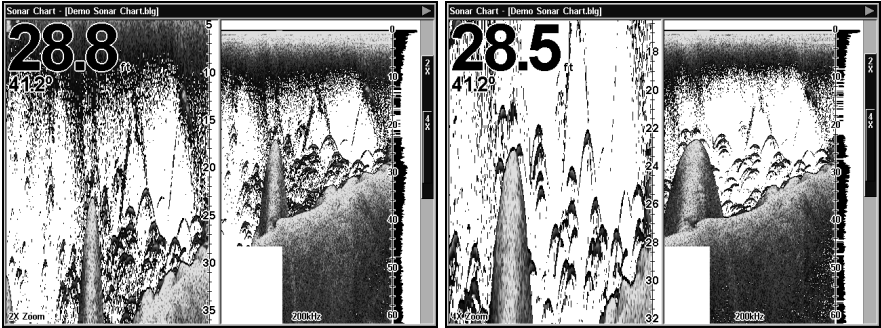 Sonar Chart - [Demo Sonar Chart.blg]
28.8 ft
41.2º
5
10
15
20
25
30
35
2X Zoom
0
10
20
30
40
50
60
200kHz
2X
4X
Sonar Chart - [Demo Sonar Chart.blg]
28.5 ft
41.2º
18
20
22
24
26
28
30
32
4X Zoom
0
10
20
30
40
50
60
200kHz
2X
4X